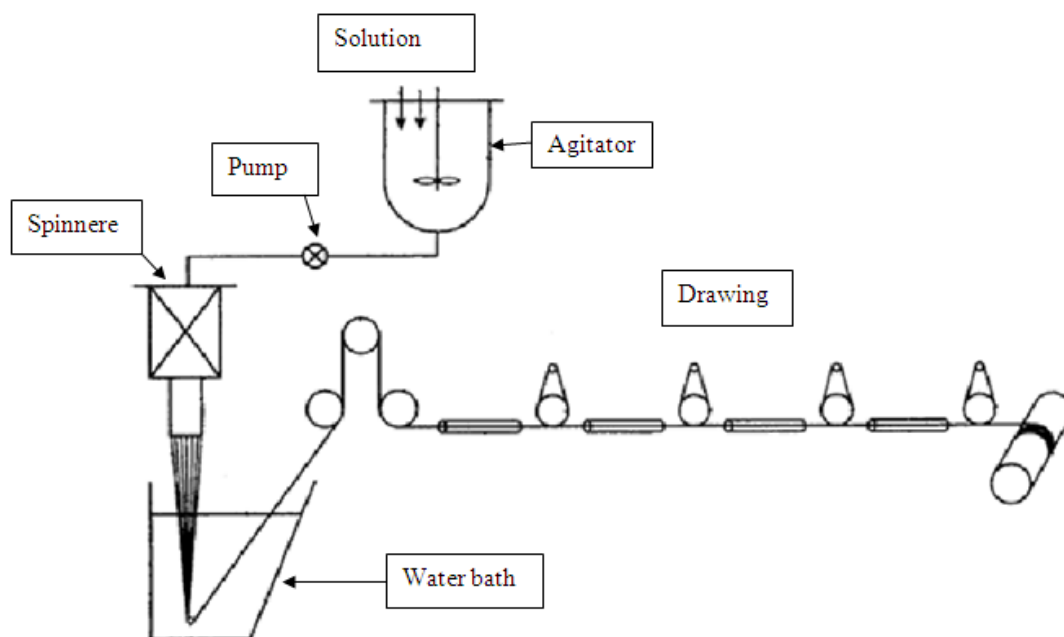 Solution
Agitator
Pump
Spinnere
Drawing
Water bath